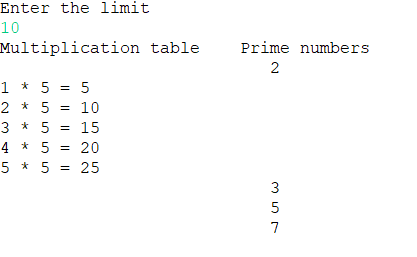 Enter the limit
10
Multiplication table    Prime numbers
2
1 * 5 = 5
2 * 5 = 10
3 * 5 = 15
4 * 5 = 20
5 * 5 = 25
3
5
7